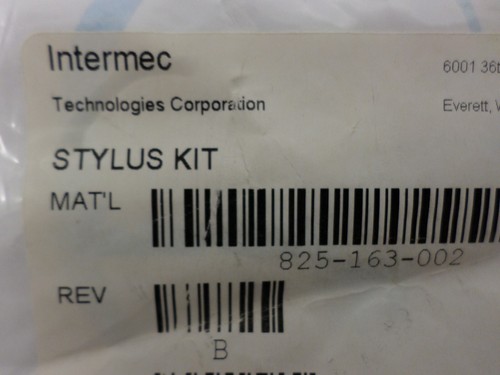 Intermec
6001 36t
Technologies Corporation
Everett,
STYLUS KIT
MAT'L
825-163-002
REV
B